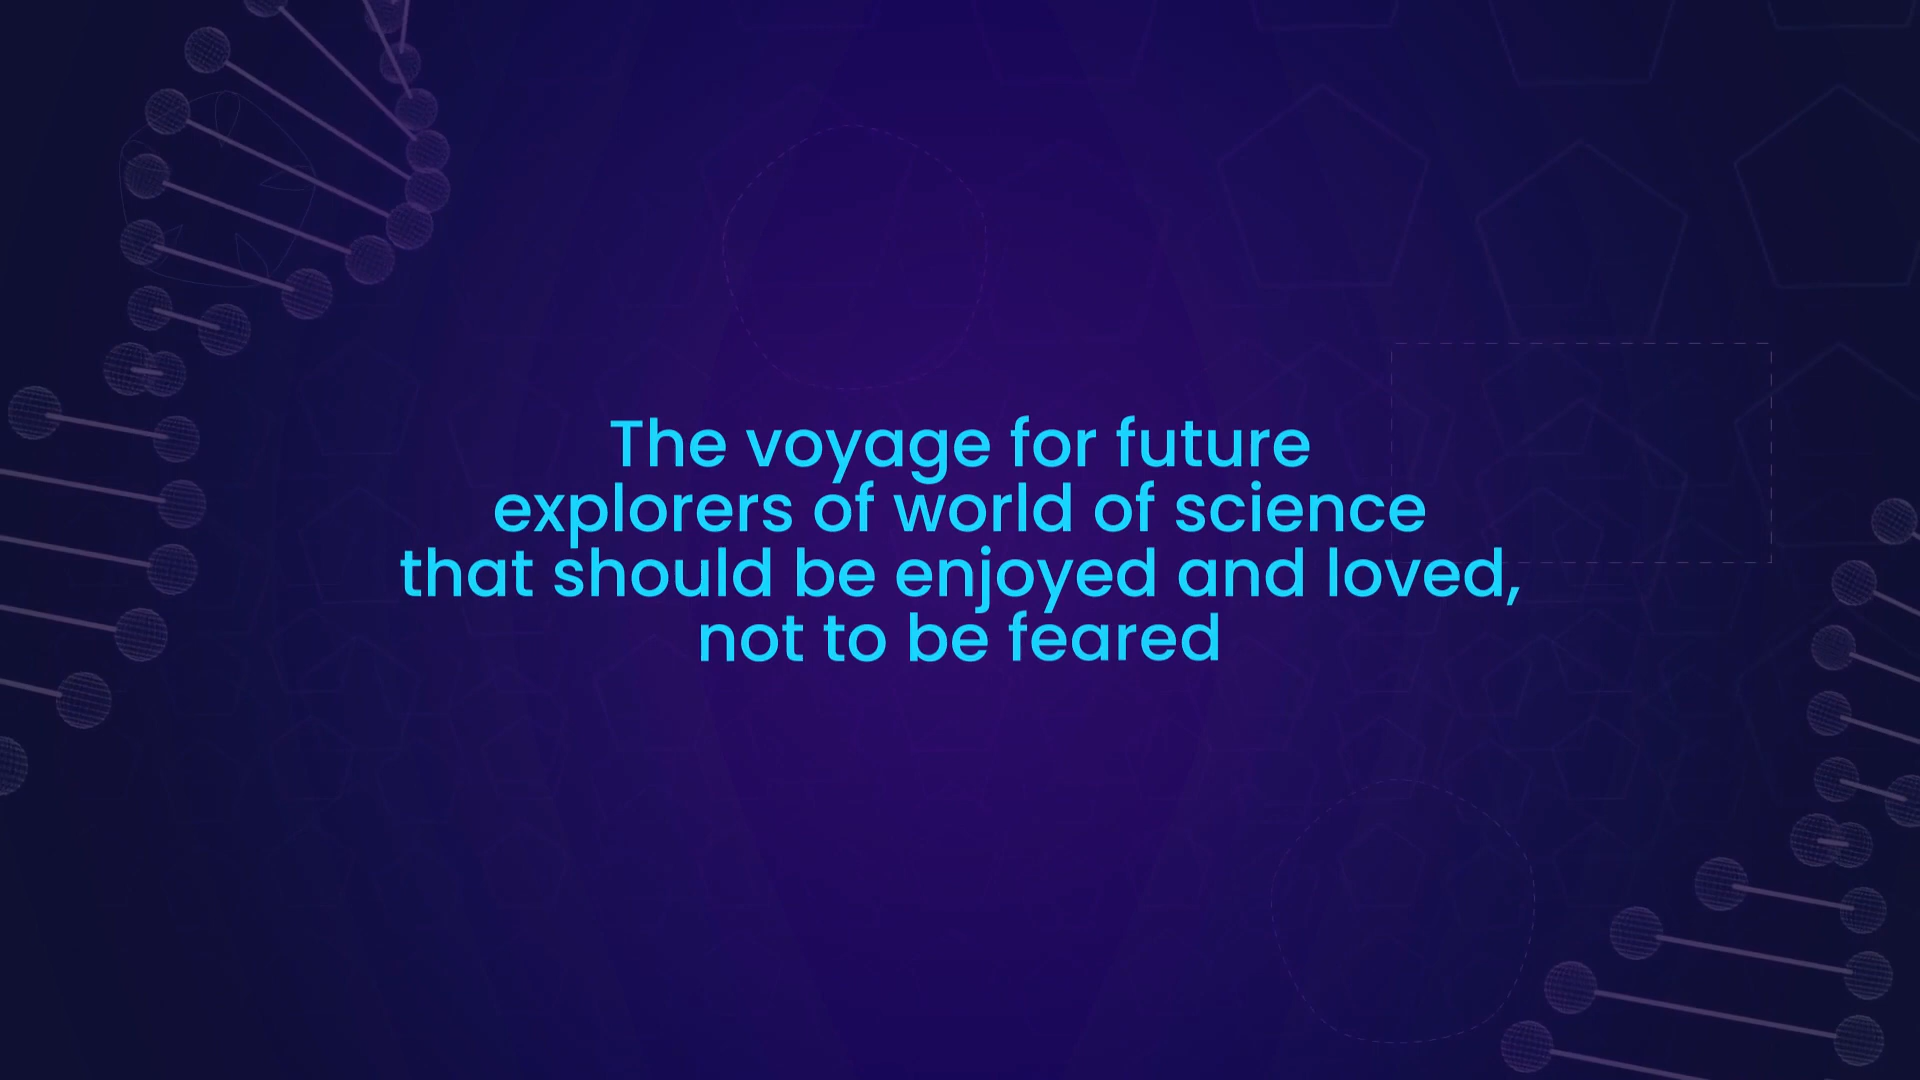 The voyage for future
explorers of world of science
that should be enjoyed and loved,
not to be feared